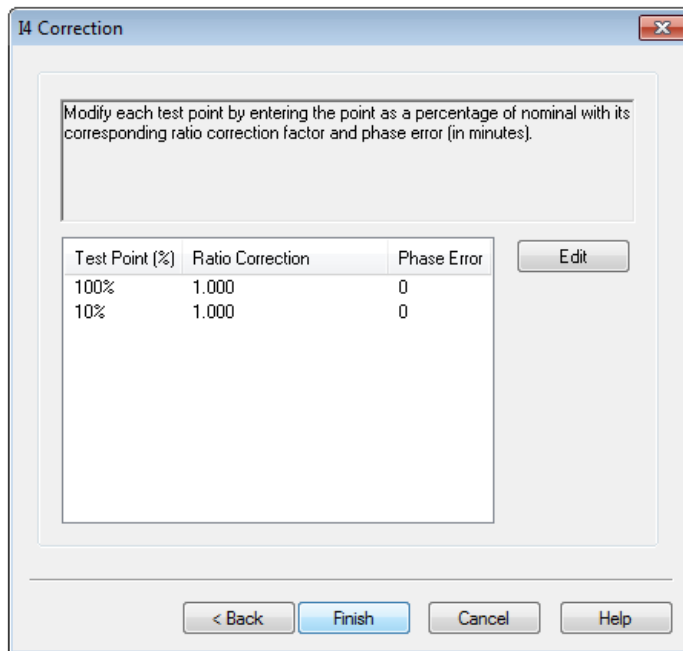 I4 Correction
Modify each test point by entering the point as a percentage of nominal with its
corresponding ratio correction factor and phase error (in minutes).
Test Point (%) Ratio Correction Phase Error
Edit
100% 1.000 0
10% 1.000 0
< Back Finish Cancel Help